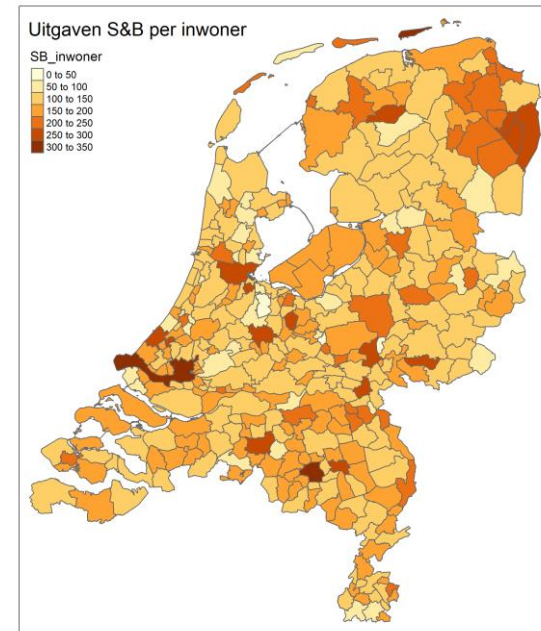 Uitgaven S&B per inwoner
SB_inwoner
0 to 50
50 to 100
100 to 150
150 to 200
200 to 250
250 to 300
300 to 350